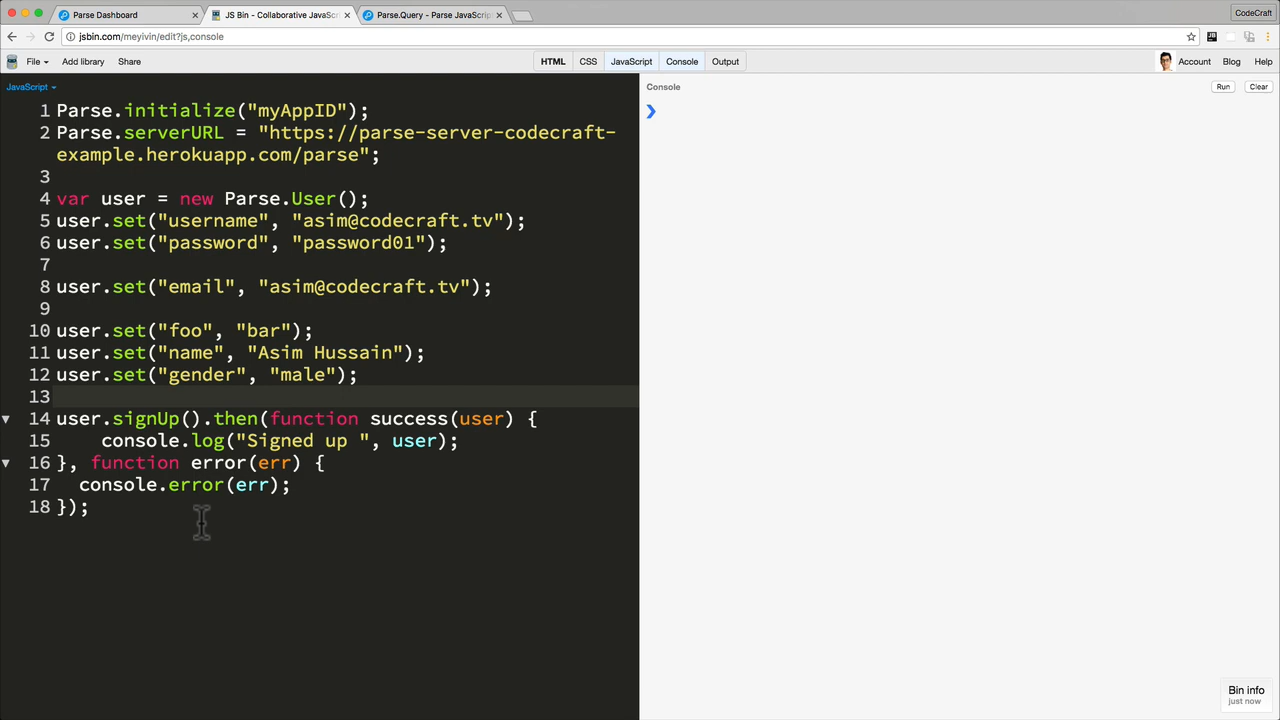 Parse Dashboard
JS Bin - Collaborative JavaScri
Parse.Query - Parse JavaScript
CodeCraft
jsbin.com/meyivin/edit?js,console
File
Add library
Share
HTML
CSS
JavaScript
Console
Output
Account
Blog
Help
JavaScript
1 Parse.initialize("myAppID");
2 Parse.serverURL = "https://parse-server-codecraft-
example.herokuapp.com/parse";
3
4 var user = new Parse.User();
5 user.set("username", "asim@codecraft.tv");
6 user.set("password", "password01");
7
8 user.set("email", "asim@codecraft.tv");
9
10 user.set("foo", "bar");
11 user.set("name", "Asim Hussain");
12 user.set("gender", "male");
13
14 user.signUp().then(function success(user) {
15 console.log("Signed up ", user);
16 }, function error(err) {
17 console.error(err);
18 });
Console
Run
Clear
Bin info
just now